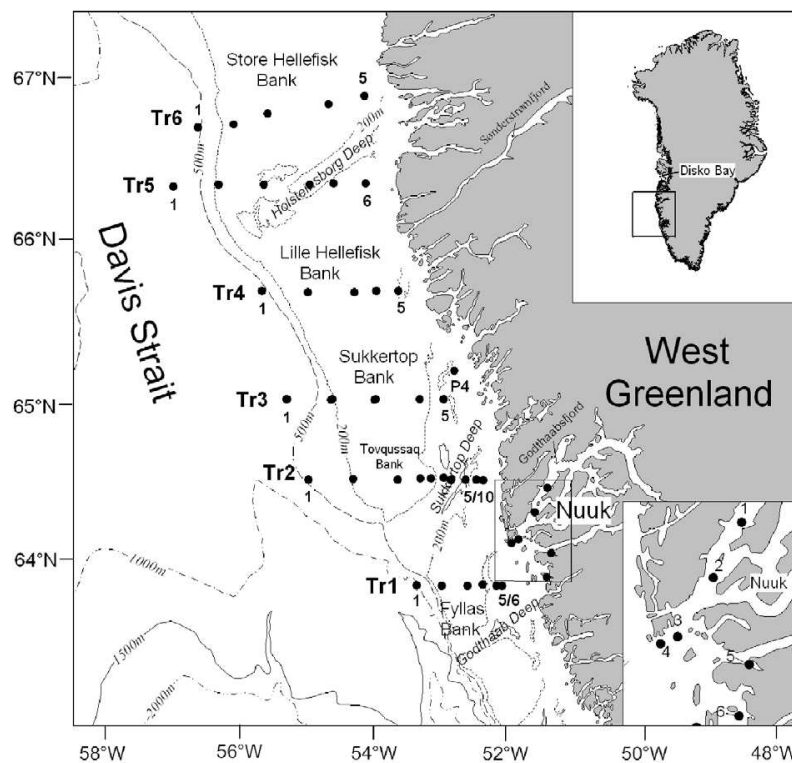 67°N
66°N
65°N
64°N
58°W
56°W
54°W
52°W
50°W
48°W
Store Hellefisk
Bank
5
1
Tr6
200m
500m
Sonderstromfjord
Holsteinsborg Deep
Tr5
1
6
Disko Bay
Davis Strait
Lille Hellefisk
Bank
Tr4
1
5
West
Greenland
Sukkertop
Bank
P4
Tr3
1
5
500m
200m
Godthaabsfjord
Tovqussaq
Bank
Sukkertop Deep
Tr2
1
5/10
Nuuk
200m
1000m
Tr1
1
5/6
Fyllas
Bank
Godthaab Deep
1500m
2000m
1
2
Nuuk
3
4
5
6